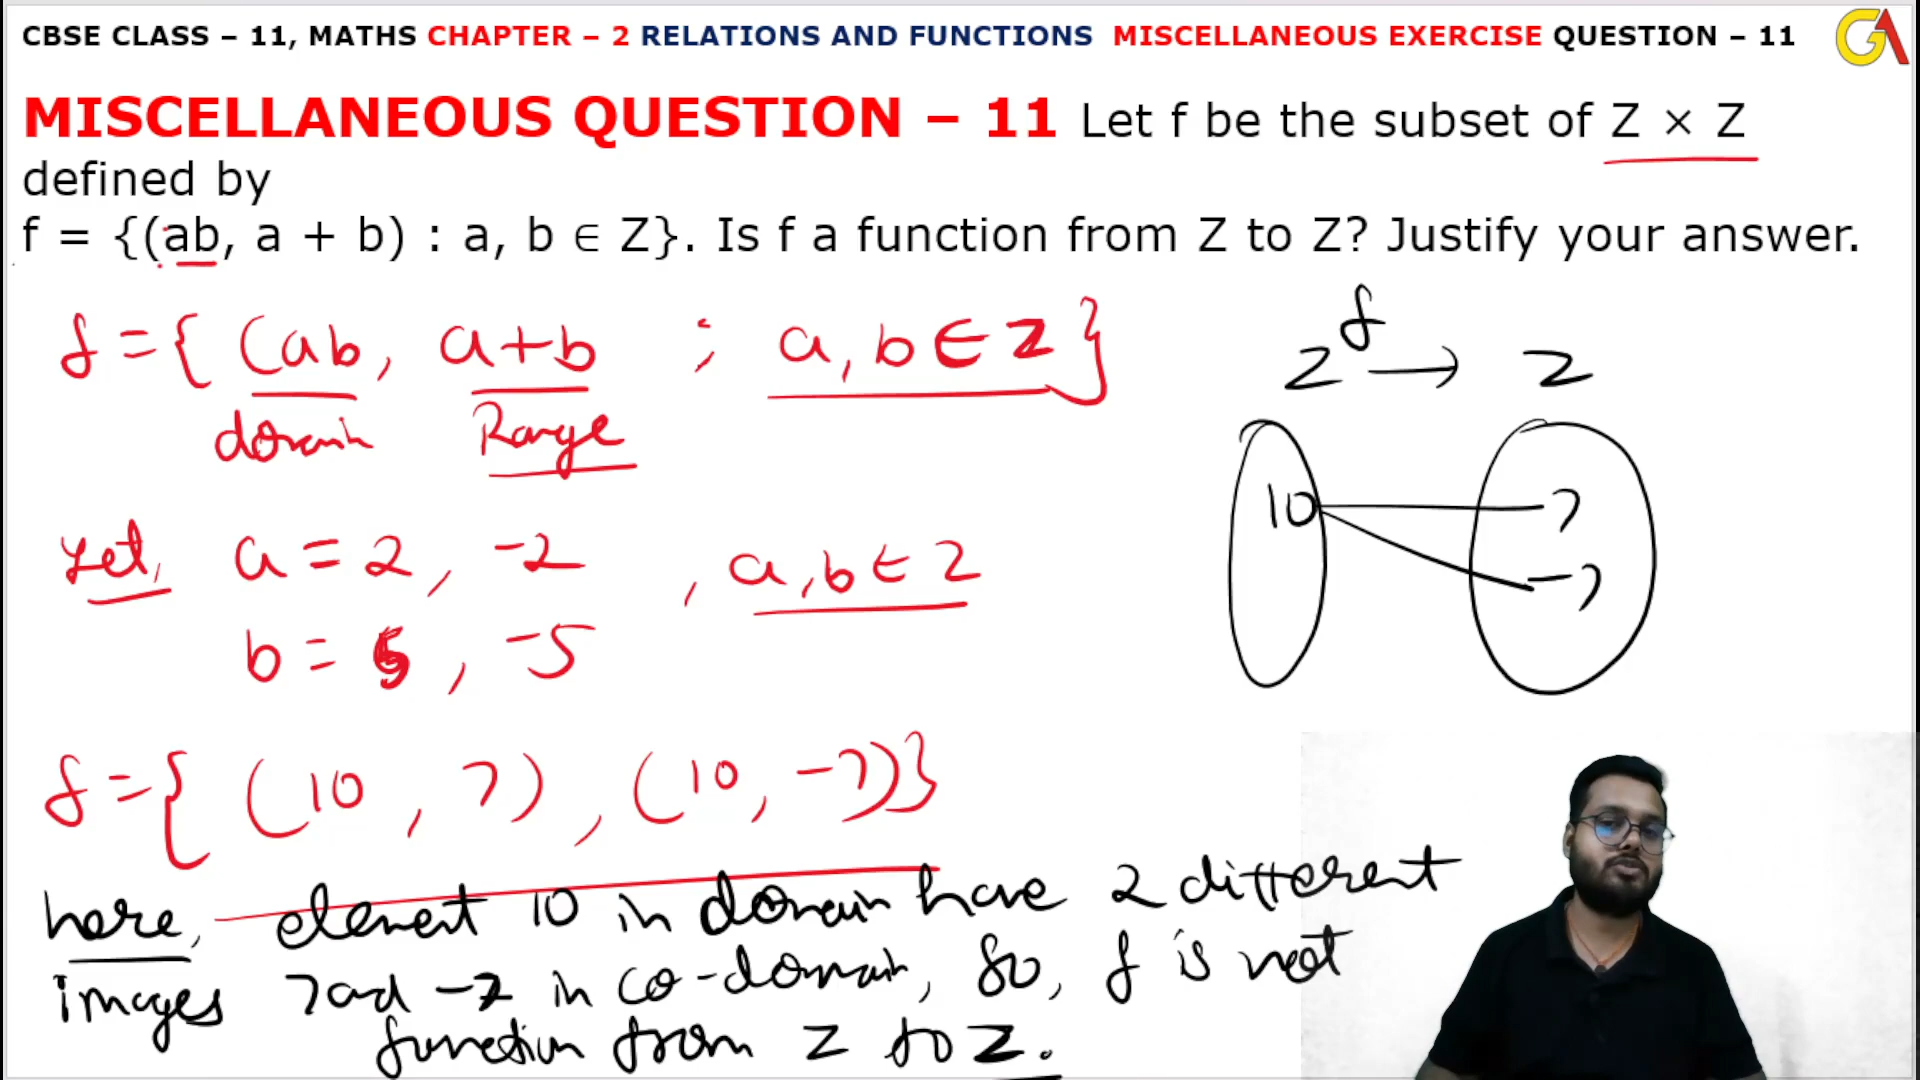 CBSE CLASS – 11, MATHS CHAPTER – 2 RELATIONS AND FUNCTIONS MISCELLANEOUS EXERCISE QUESTION – 11
GA
MISCELLANEOUS QUESTION – 11 Let f be the subset of Z × Z
defined by
f = {(ab, a + b) : a, b ∈ Z}. Is f a function from Z to Z? Justify your answer.
f = { (ab, a+b ; a, b ∈ Z }
domain Range
f
Z → Z
10 7
-7
Let, a = 2, -2 , a, b ∈ Z
b = 5, -5
f = { (10, 7), (10, -7)}
here, element 10 in domain have 2 different
images 7 and -7 in co-domain, so, f is not
function from Z to Z.